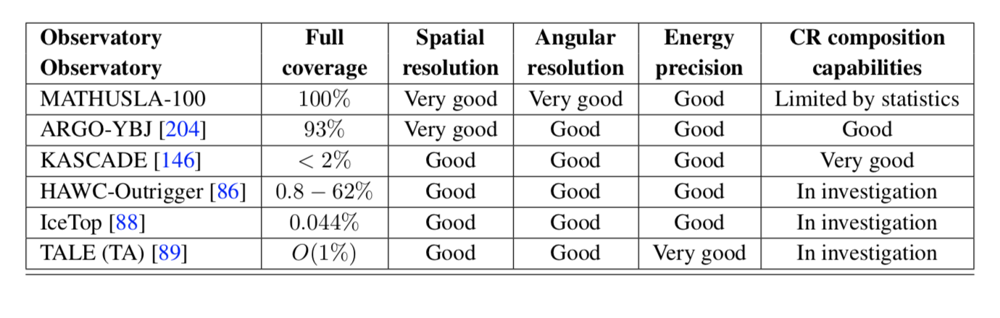 Observatory Full Spatial Angular Energy CR composition
Observatory coverage resolution resolution precision capabilities
MATHUSLA-100 100% Very good Very good Good Limited by statistics
ARGO-YBJ [204] 93% Very good Good Good Good
KASCADE [146] < 2% Good Good Good Very good
HAWC-Outrigger [86] 0.8 − 62% Good Good Good In investigation
IceTop [88] 0.044% Good Good Good In investigation
TALE (TA) [89] O(1%) Good Good Very good In investigation